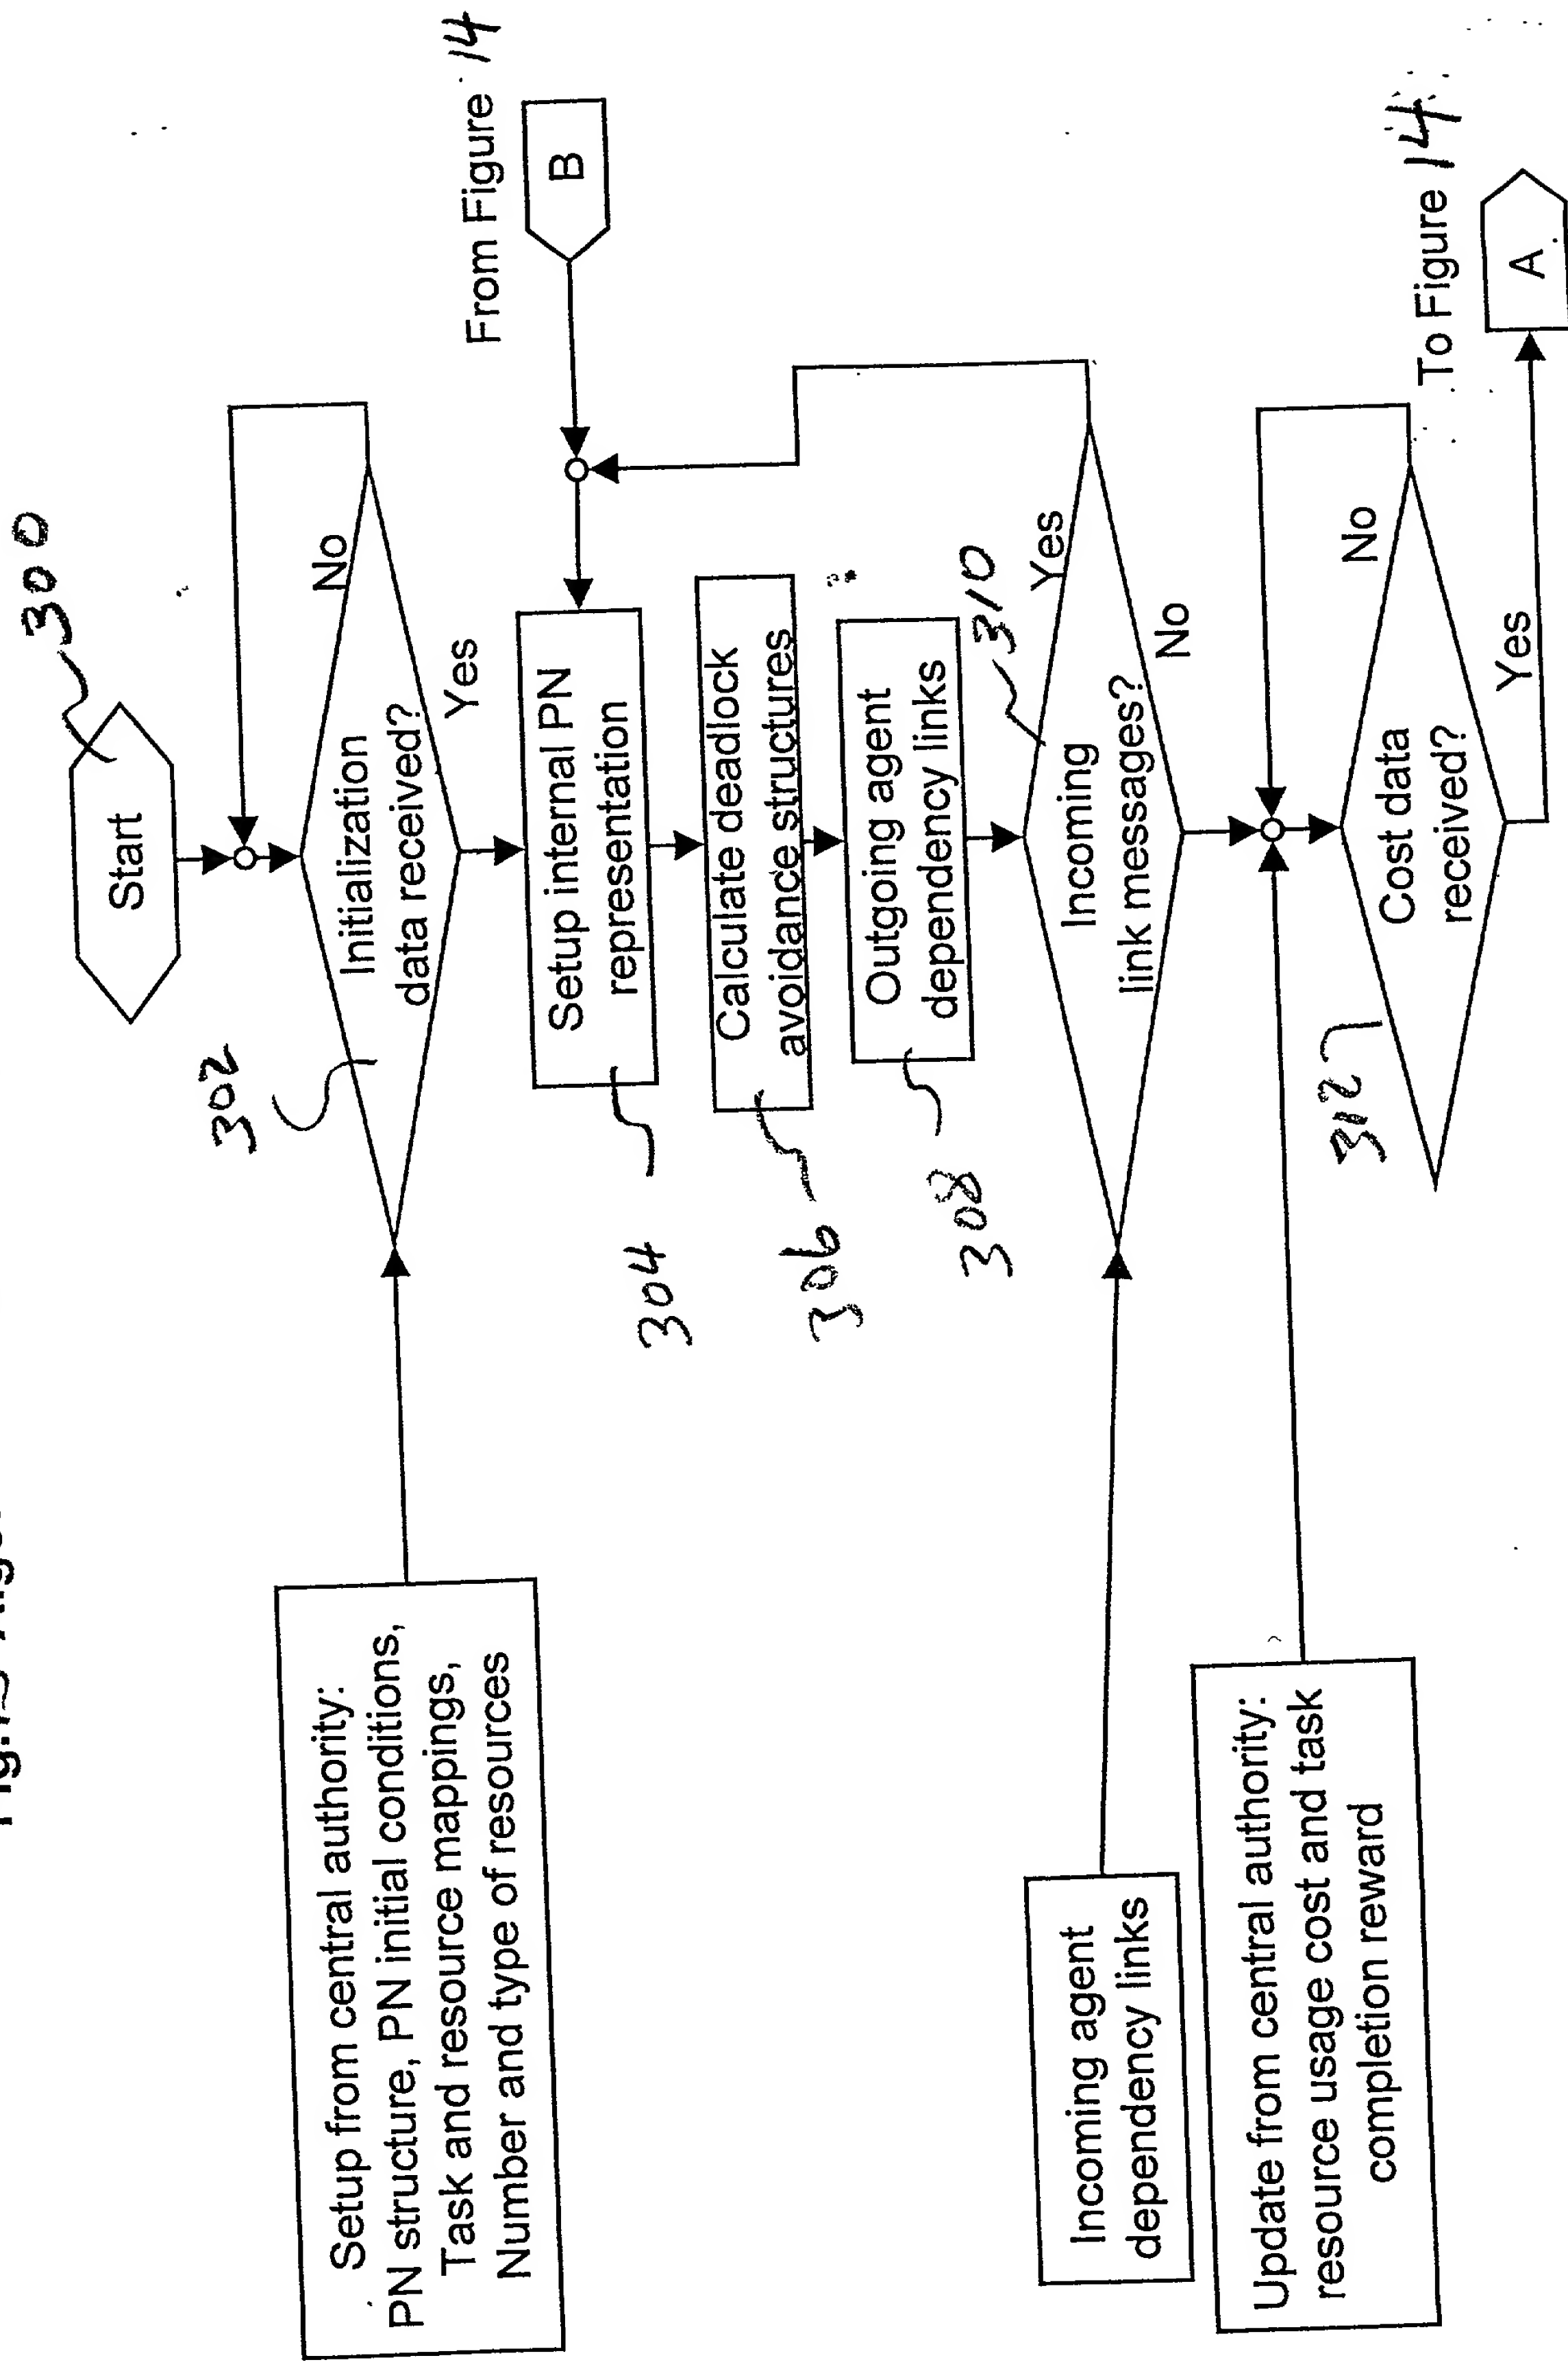 300
Start
302
Initialization
data received?
No
Yes
Setup from central authority:
PN structure, PN initial conditions,
Task and resource mappings,
Number and type of resources
From Figure 14
B
Setup internal PN
representation
304
Calculate deadlock
avoidance structures
306
Outgoing agent
dependency links
308
310
Incoming
link messages?
Yes
No
Incoming agent
dependency links
Update from central authority:
resource usage cost and task
completion reward
312
Cost data
received?
No
Yes
To Figure 14
A